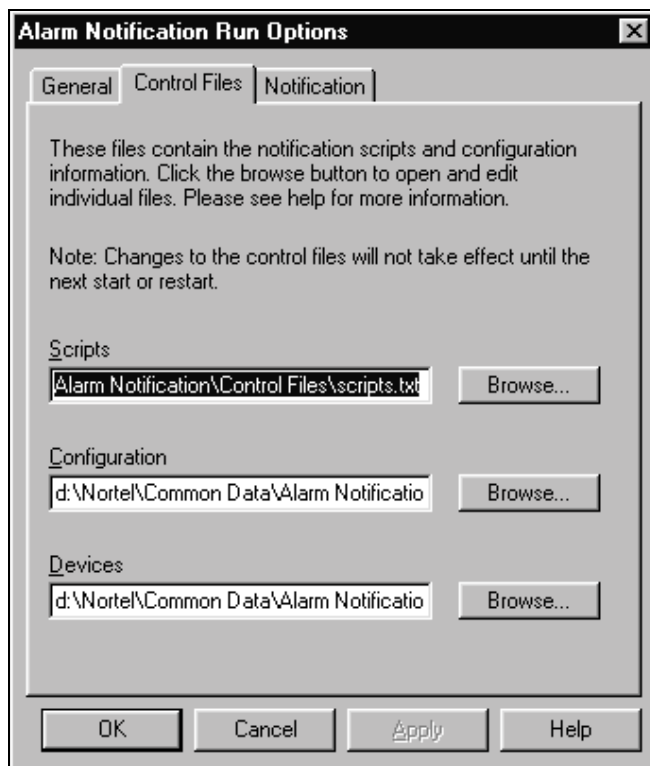 Alarm Notification Run Options
General Control Files Notification
These files contain the notification scripts and configuration
information. Click the browse button to open and edit
individual files. Please see help for more information.
Note: Changes to the control files will not take effect until the
next start or restart.
Scripts
Alarm Notification\Control Files\scripts.txt Browse...
Configuration
d:\Nortel\Common Data\Alarm Notificatio Browse...
Devices
d:\Nortel\Common Data\Alarm Notificatio Browse...
OK Cancel Apply Help